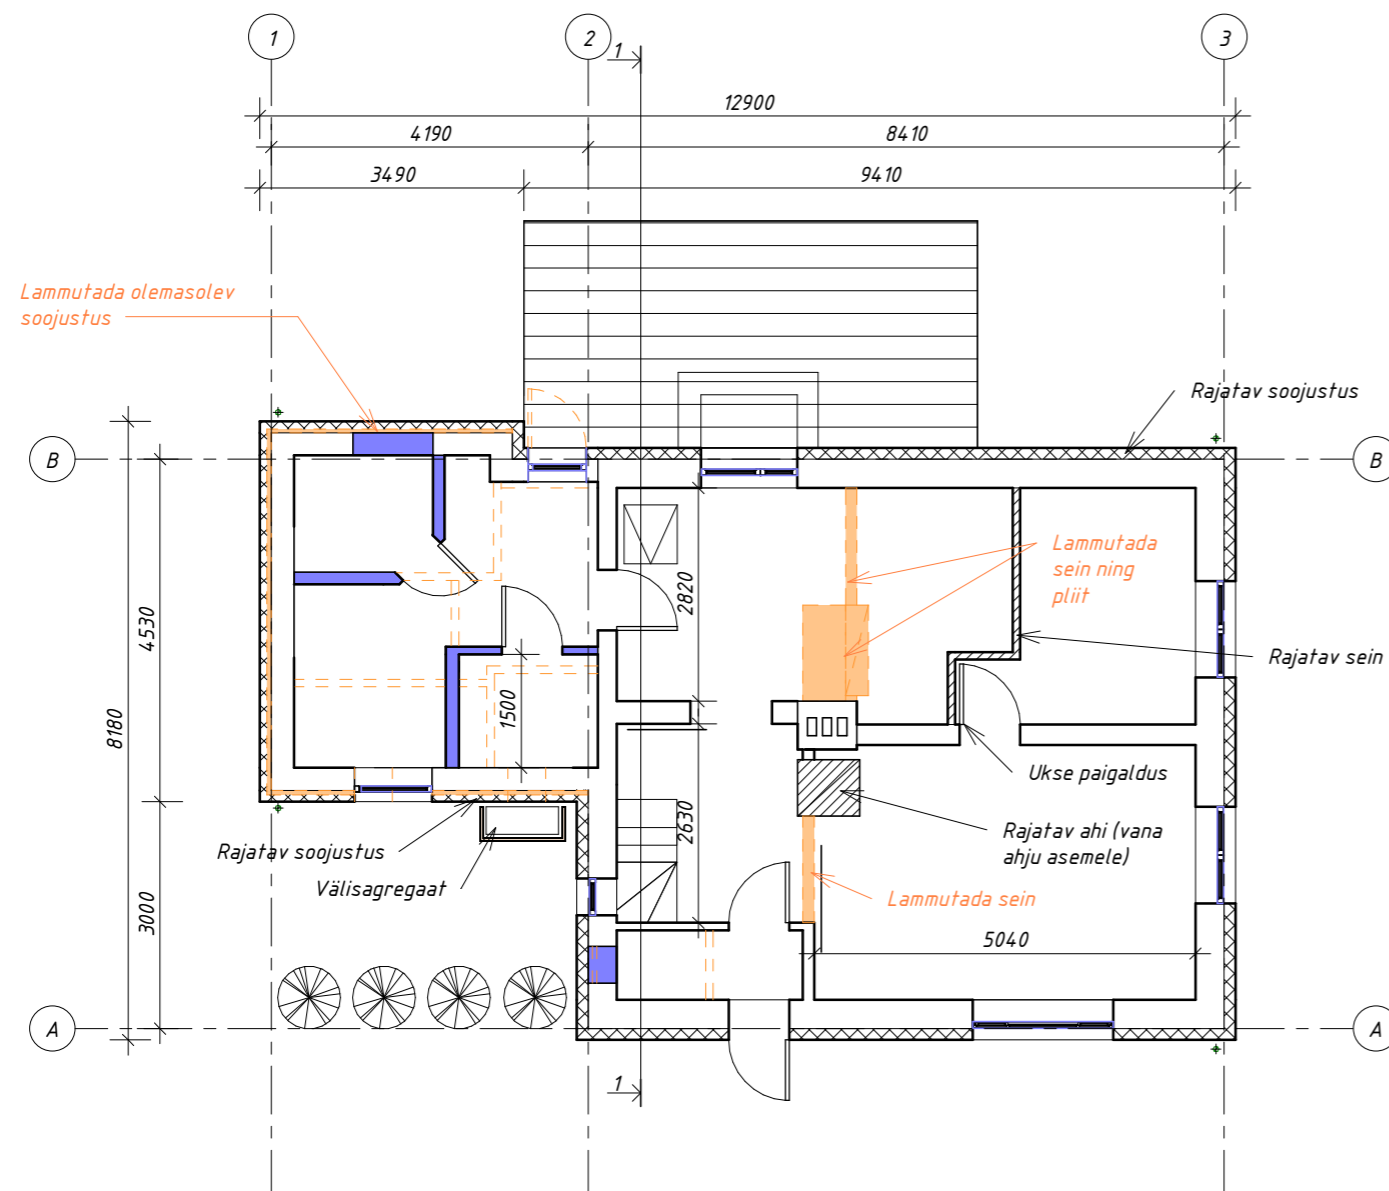 1
2
3
1
12900
4190
8410
3490
9410
Lammutada olemasolev
soojustus
Rajatav soojustus
B
B
Lammutada
sein ning
pliit
2820
4530
Rajatav sein
8180
1500
Ukse paigaldus
2630
Rajatav ahi (vana
ahju asemele)
Rajatav soojustus
Välisagregaat
Lammutada sein
3000
5040
A
A
1